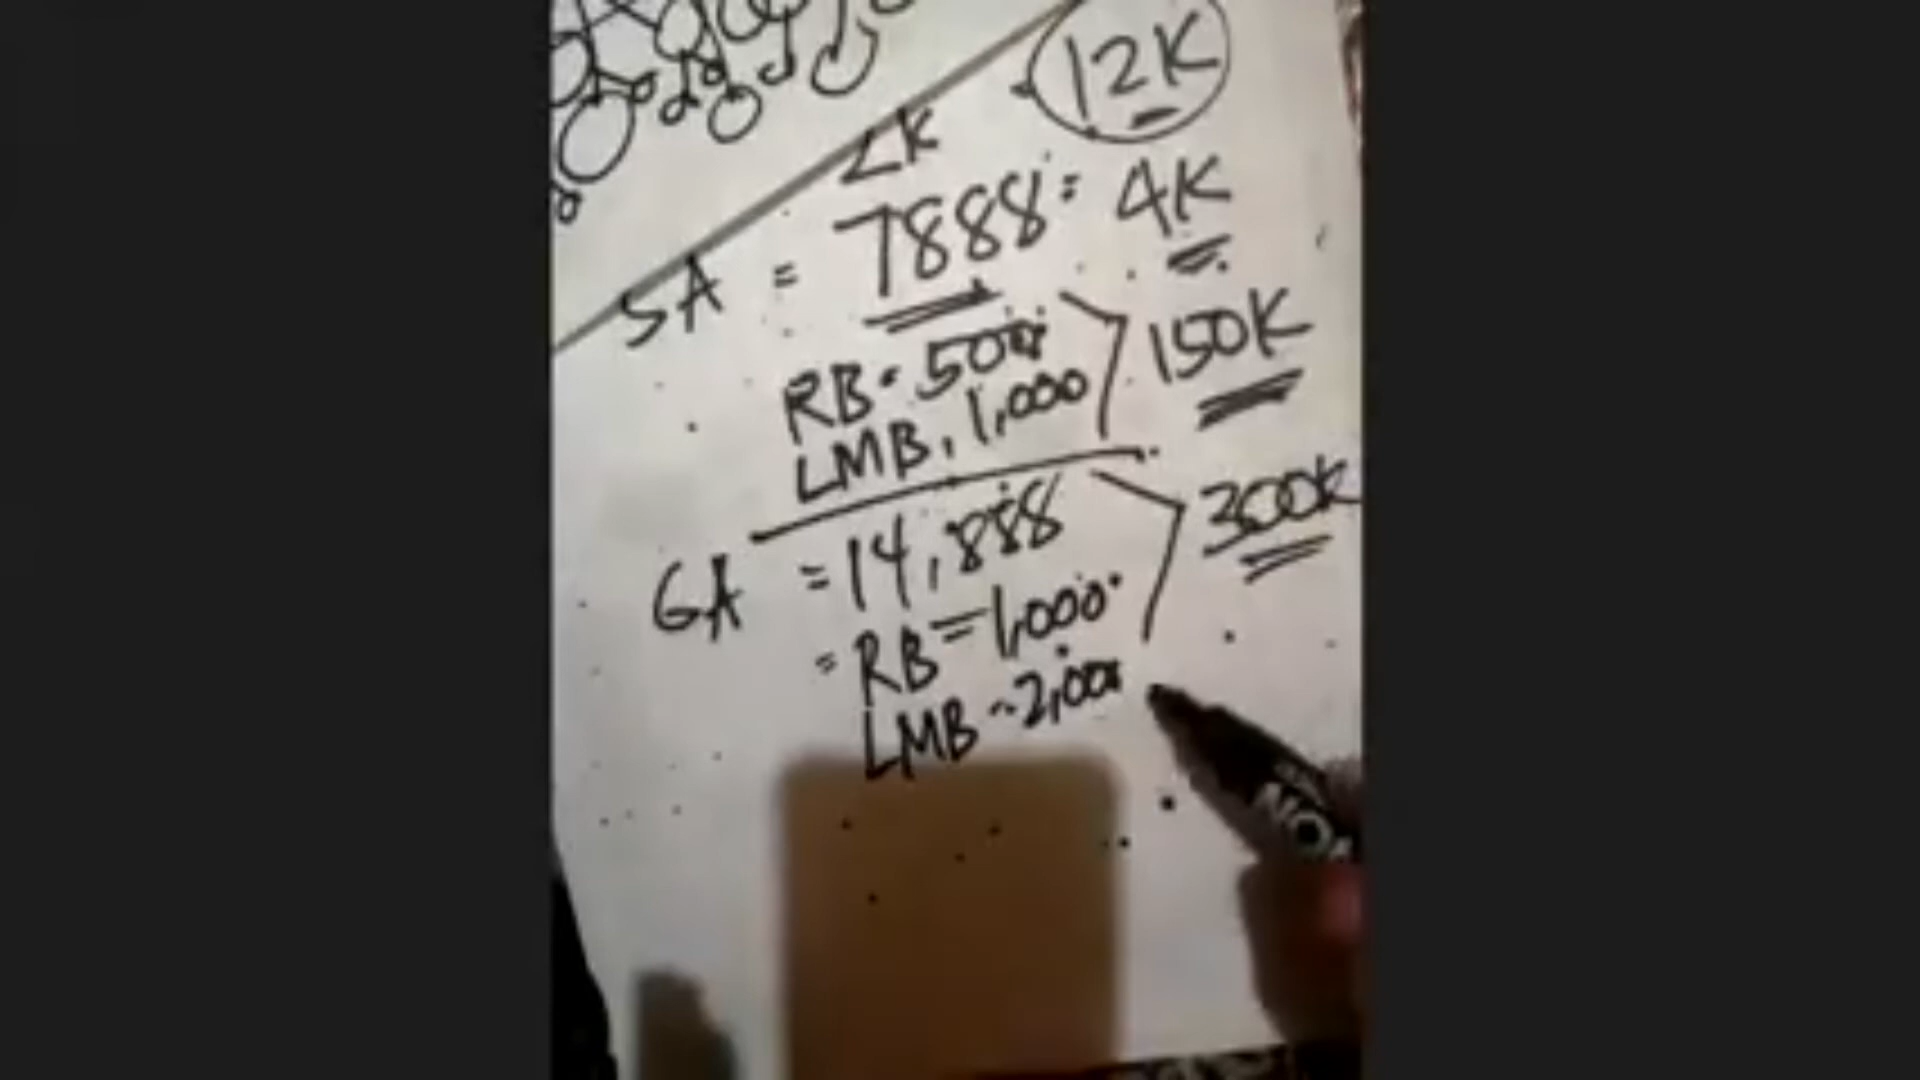 12K
2K
SA = 7888 = 4K
RB - 500
LMB. 1,000
150K
GA = 14,888
= RB = 1,000
LMB - 2,000
300K